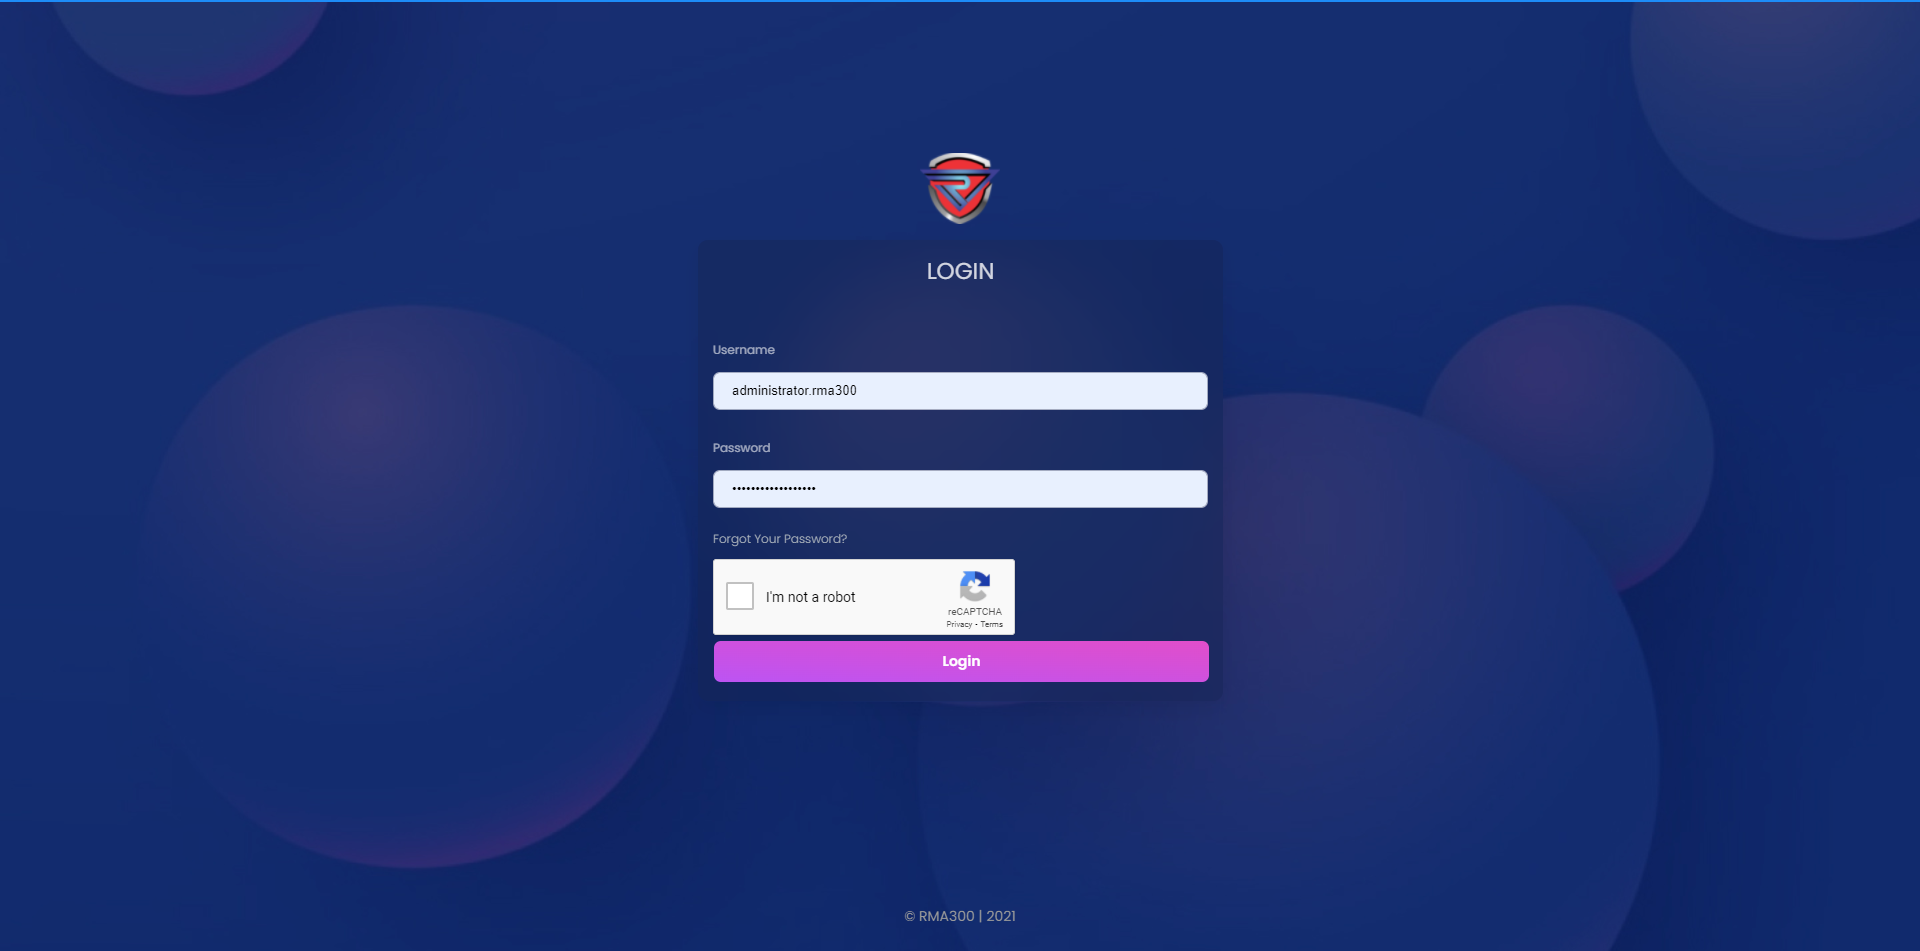 LOGIN
Username
administrator.rma300
Password
••••••••••••••••••
Forgot Your Password?
I'm not a robot
reCAPTCHA
Privacy - Terms
Login
© RMA300 | 2021